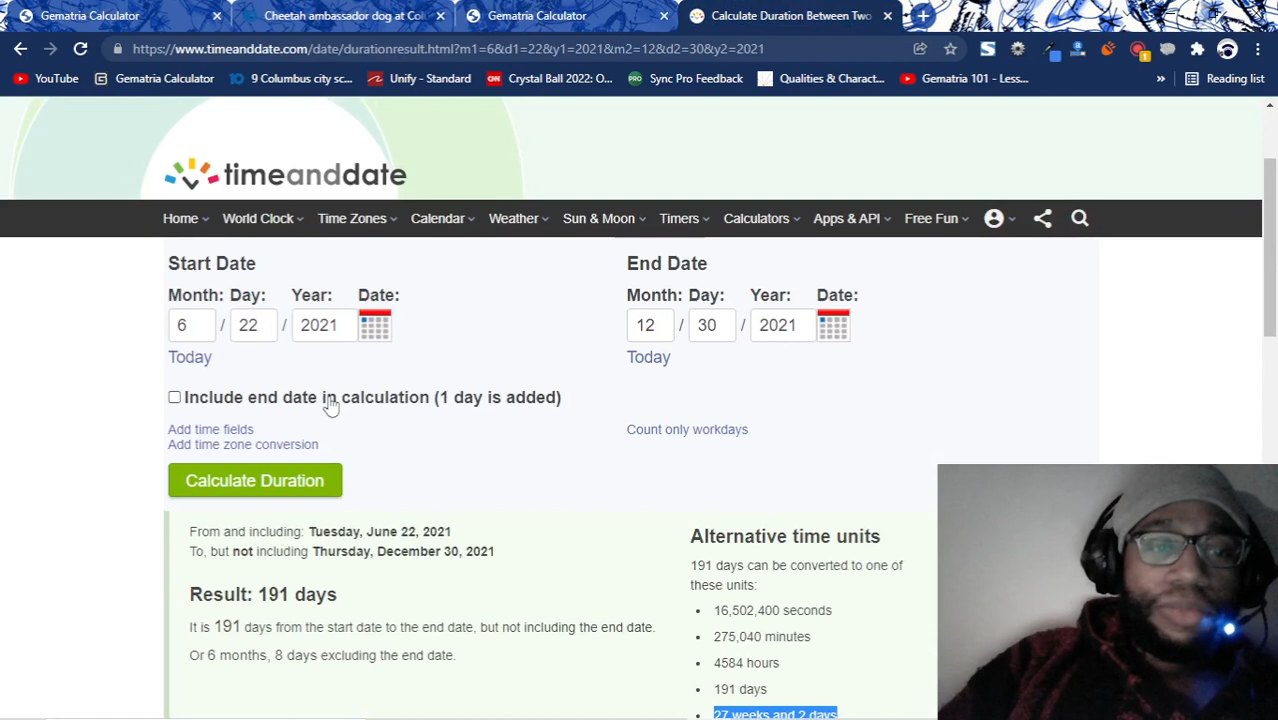 Gematria Calculator
Cheetah ambassador dog at Col
Gematria Calculator
Calculate Duration Between Two
https://www.timeanddate.com/date/durationresult.html?m1=6&d1=22&y1=2021&m2=12&d2=30&y2=2021
YouTube
Gematria Calculator
9 Columbus city sc...
Unify - Standard
Crystal Ball 2022: O...
Sync Pro Feedback
Qualities & Charact...
Gematria 101 - Less...
»
Reading list
timeanddate
Home
World Clock
Time Zones
Calendar
Weather
Sun & Moon
Timers
Calculators
Apps & API
Free Fun
Start Date
End Date
Month: Day: Year: Date:
Month: Day: Year: Date:
6 / 22 / 2021
12 / 30 / 2021
Today
Today
Include end date in calculation (1 day is added)
Add time fields
Count only workdays
Add time zone conversion
Calculate Duration
From and including: Tuesday, June 22, 2021
To, but not including Thursday, December 30, 2021
Result: 191 days
It is 191 days from the start date to the end date, but not including the end date.
Or 6 months, 8 days excluding the end date.
Alternative time units
191 days can be converted to one of
these units:
• 16,502,400 seconds
• 275,040 minutes
• 4584 hours
• 191 days
• 27 weeks and 2 days